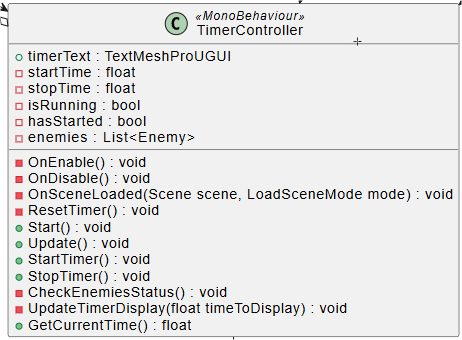 C
«MonoBehaviour»
TimerController
timerText : TextMeshProUGUI
startTime : float
stopTime : float
isRunning : bool
hasStarted : bool
enemies : List<Enemy>
OnEnable() : void
OnDisable() : void
OnSceneLoaded(Scene scene, LoadSceneMode mode) : void
ResetTimer() : void
Start() : void
Update() : void
StartTimer() : void
StopTimer() : void
CheckEnemiesStatus() : void
UpdateTimerDisplay(float timeToDisplay) : void
GetCurrentTime() : float